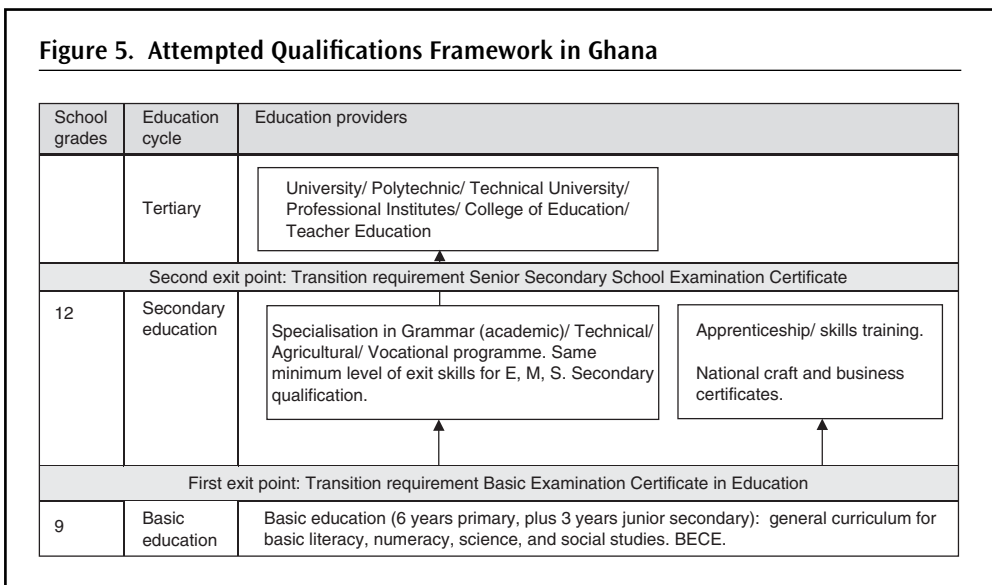 Figure 5. Attempted Qualifications Framework in Ghana
School
grades
Education
cycle
Education providers
Tertiary
University/ Polytechnic/ Technical University/
Professional Institutes/ College of Education/
Teacher Education
Second exit point: Transition requirement Senior Secondary School Examination Certificate
12
Secondary
education
Specialisation in Grammar (academic)/ Technical/
Agricultural/ Vocational programme. Same
minimum level of exit skills for E, M, S. Secondary
qualification.
Apprenticeship/ skills training.
National craft and business
certificates.
First exit point: Transition requirement Basic Examination Certificate in Education
9
Basic
education
Basic education (6 years primary, plus 3 years junior secondary): general curriculum for
basic literacy, numeracy, science, and social studies. BECE.